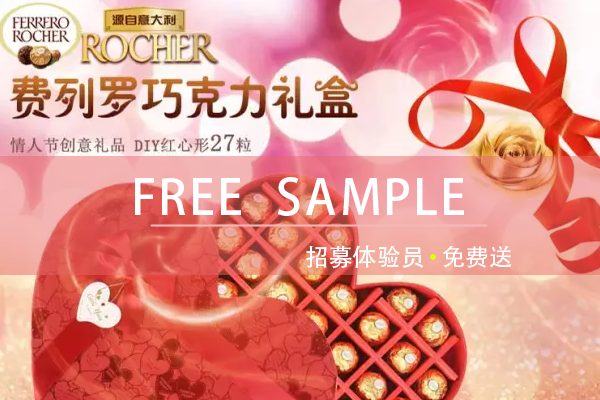 FERRERO
ROCHER
源自意大利
ROCHER
费列罗巧克力礼盒
情人节创意礼品 DIY红心形27粒
FREE SAMPLE
招募体验员·免费送